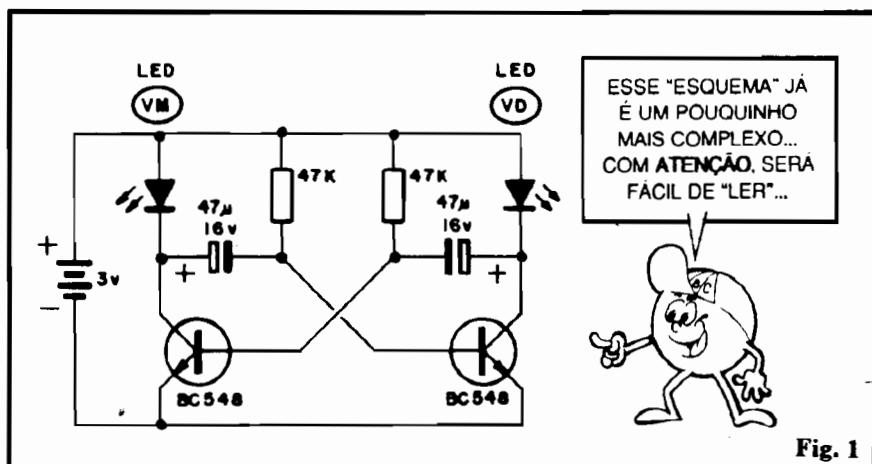 LED
VM
LED
VD
ESSE "ESQUEMA" JÁ
É UM POUQUINHO
MAIS COMPLEXO...
COM ATENÇÃO, SERÁ
FÁCIL DE "LER"...
47K
47K
47µ
16v
47µ
16v
+
+
+
3v
−
B/C
BC548
BC548
Fig. 1